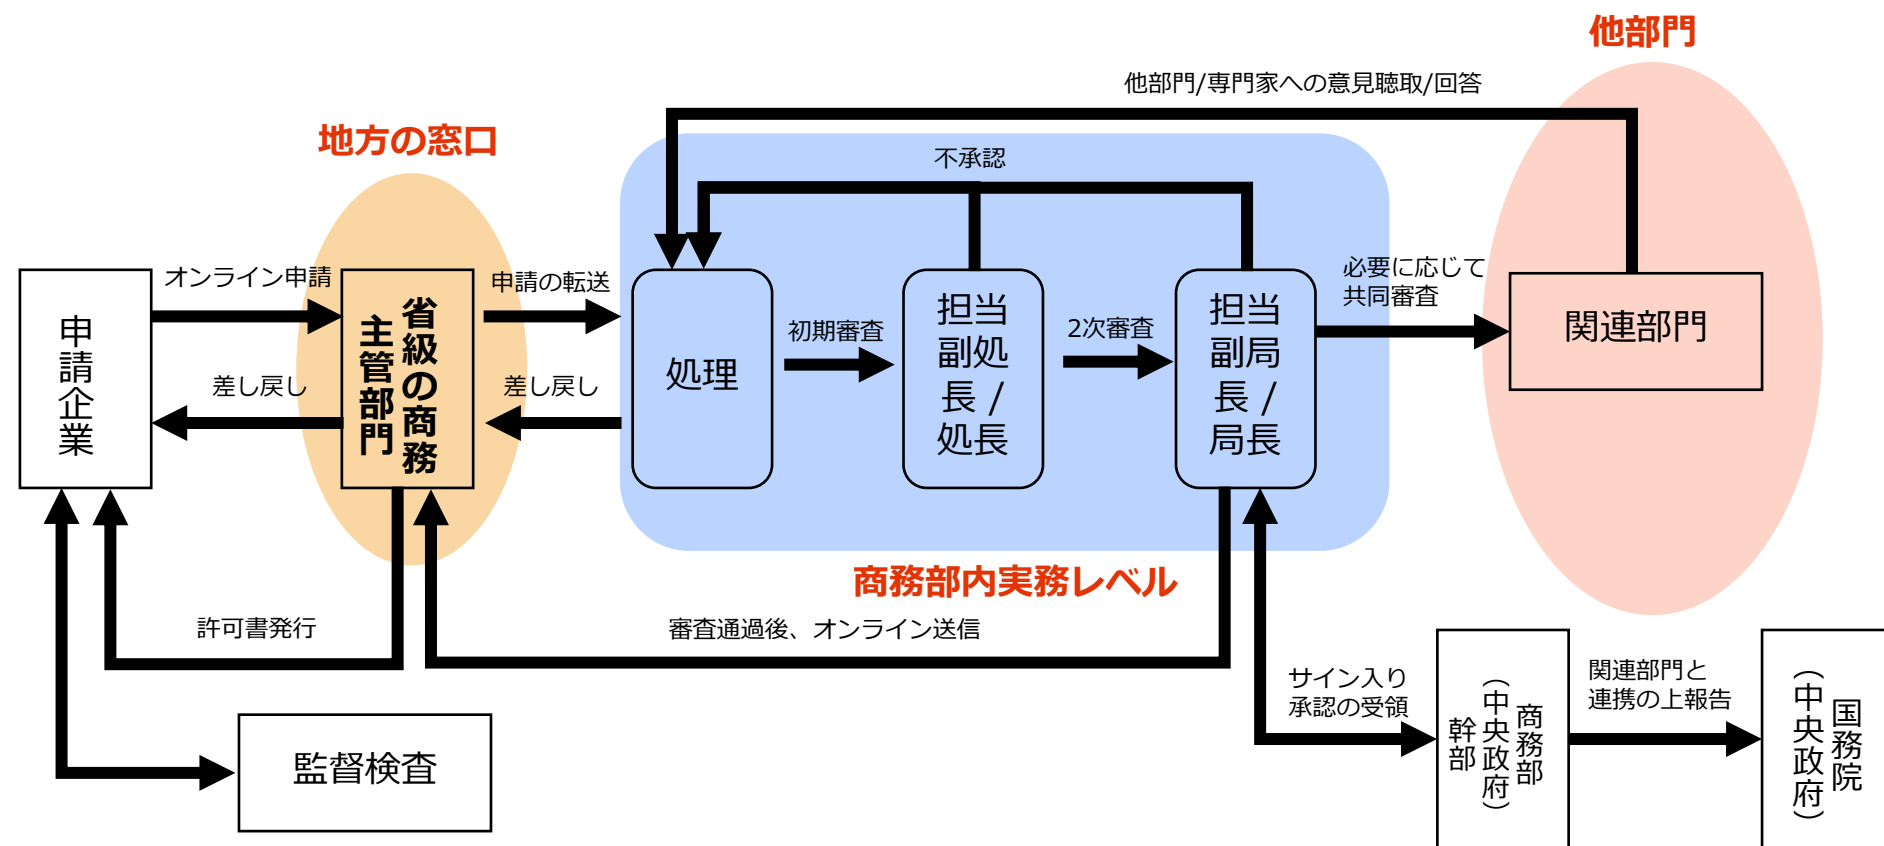 他部門
他部門/専門家への意見聴取/回答
地方の窓口
不承認
オンライン申請
申請の転送
必要に応じて
共同審査
申請企業
省級の商務
主管部門
初期審査
2次審査
処理
担当
副処
長 /
処長
担当
副局
長 /
局長
関連部門
差し戻し
差し戻し
商務部内実務レベル
許可書発行
審査通過後、オンライン送信
サイン入り
承認の受領
商務部
（中央政府）
幹部
関連部門と
連携の上報告
国務院
（中央政府）
監督検査